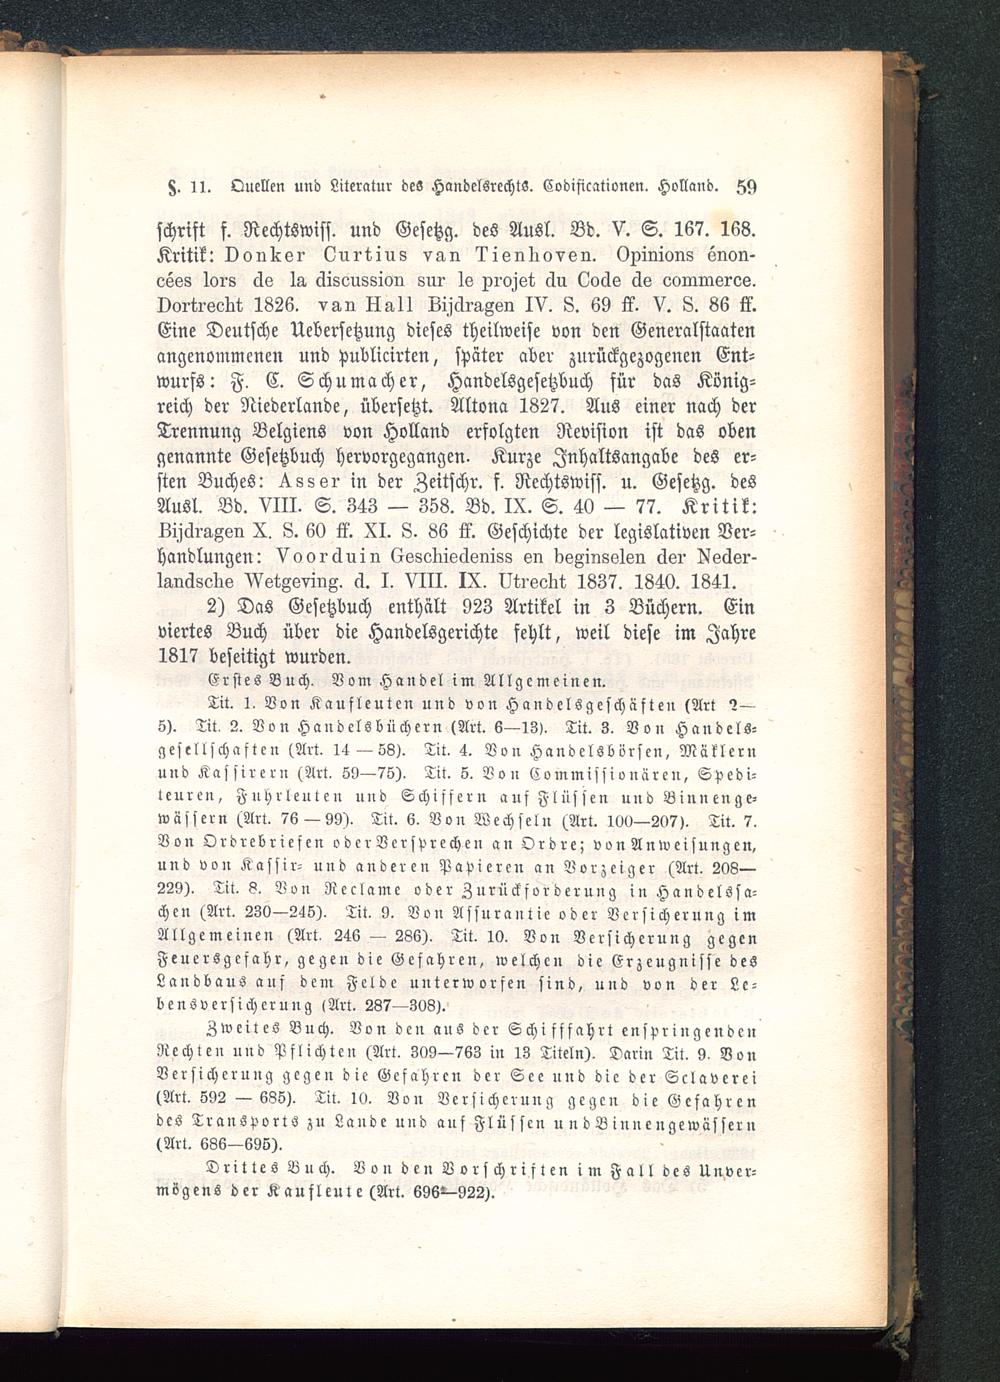 §. 11. Quellen und Literatur des Handelsrechts. Codificationen. Holland. 59
schrift f. Rechtswiss. und Gesetzg. des Ausl. Bd. V. S. 167. 168.
Kritik: Donker Curtius van Tienhoven. Opinions énon-
cées lors de la discussion sur le projet du Code de commerce.
Dortrecht 1826. van Hall Bijdragen IV. S. 69 ff. V. S. 86 ff.
Eine Deutsche Uebersetzung dieses theilweise von den Generalstaaten
angenommenen und publicirten, später aber zurückgezogenen Ent-
wurfs: F. C. Schumacher, Handelsgesetzbuch für das König-
reich der Niederlande, übersetzt. Altona 1827. Aus einer nach der
Trennung Belgiens von Holland erfolgten Revision ist das oben
genannte Gesetzbuch hervorgegangen. Kurze Inhaltsangabe des er-
sten Buches: Asser in der Zeitschr. f. Rechtswiss. u. Gesetzg. des
Ausl. Bd. VIII. S. 343 — 358. Bd. IX. S. 40 — 77. Kritik:
Bijdragen X. S. 60 ff. XI. S. 86 ff. Geschichte der legislativen Ver-
handlungen: Voorduin Geschiedeniss en beginselen der Neder-
landsche Wetgeving. d. I. VIII. IX. Utrecht 1837. 1840. 1841.
2) Das Gesetzbuch enthält 923 Artikel in 3 Büchern. Ein
viertes Buch über die Handelsgerichte fehlt, weil diese im Jahre
1817 beseitigt wurden.
Erstes Buch. Vom Handel im Allgemeinen.
Tit. 1. Von Kaufleuten und von Handelsgeschäften (Art 2—
5). Tit. 2. Von Handelsbüchern (Art. 6—13). Tit. 3. Von Handels-
gesellschaften (Art. 14 — 58). Tit. 4. Von Handelsbörsen, Mäklern
und Kassirern (Art. 59—75). Tit. 5. Von Commissionären, Spedi-
teuren, Fuhrleuten und Schiffern auf Flüssen und Binnenge-
wässern (Art. 76 — 99). Tit. 6. Von Wechseln (Art. 100—207). Tit. 7.
Von Ordrebriefen oder Versprechen an Ordre; von Anweisungen,
und von Kassir- und anderen Papieren an Vorzeiger (Art. 208—
229). Tit. 8. Von Reclame oder Zurückforderung in Handelssa-
chen (Art. 230—245). Tit. 9. Von Assurantie oder Versicherung im
Allgemeinen (Art. 246 — 286). Tit. 10. Von Versicherung gegen
Feuersgefahr, gegen die Gefahren, welchen die Erzeugnisse des
Landbaus auf dem Felde unterworfen sind, und von der Le-
bensversicherung (Art. 287—308).
Zweites Buch. Von den aus der Schifffahrt enspringenden
Rechten und Pflichten (Art. 309—763 in 13 Titeln). Darin Tit. 9. Von
Versicherung gegen die Gefahren der See und die der Sclaverei
(Art. 592 — 685). Tit. 10. Von Versicherung gegen die Gefahren
des Transports zu Lande und auf Flüssen und Binnengewässern
(Art. 686—695).
Drittes Buch. Von den Vorschriften im Fall des Unver-
mögens der Kaufleute (Art. 696—922).